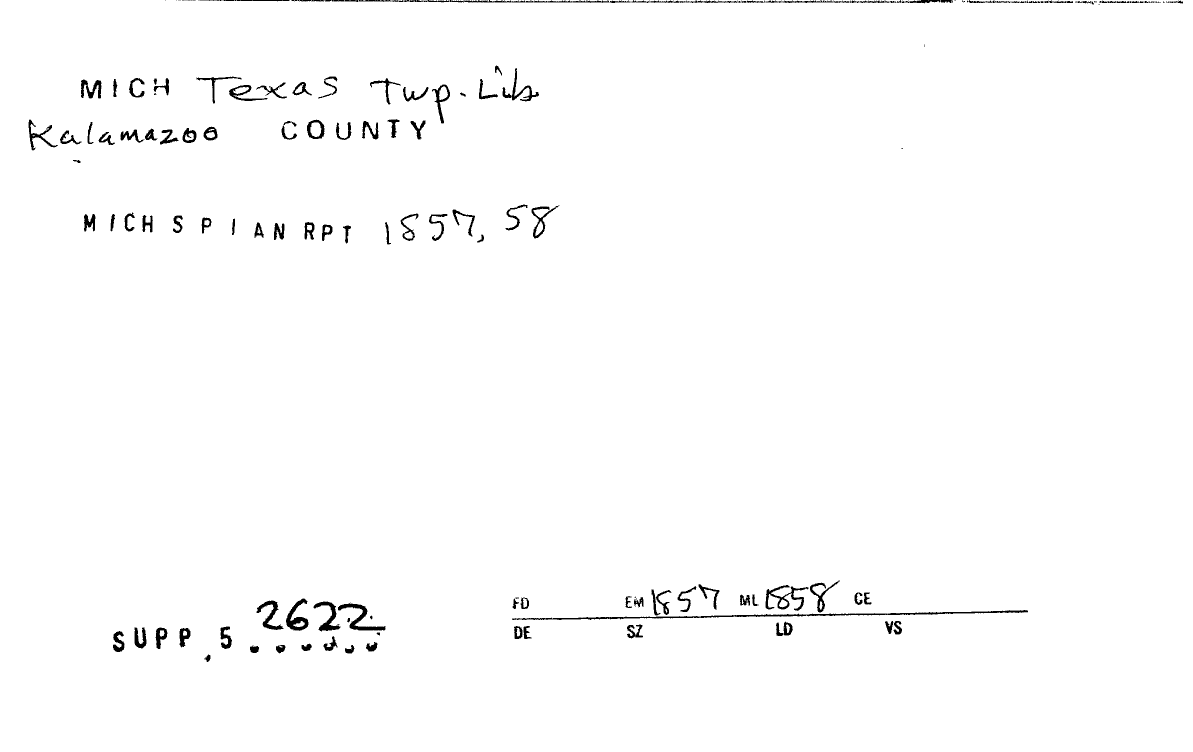 MICH Texas Twp. Lib.
Kalamazoo COUNTY
MICH S P I AN RPT 1857, 58
SUPP. 5 2622
FD EM 1857 ML 1858 CE
DE SZ LD VS